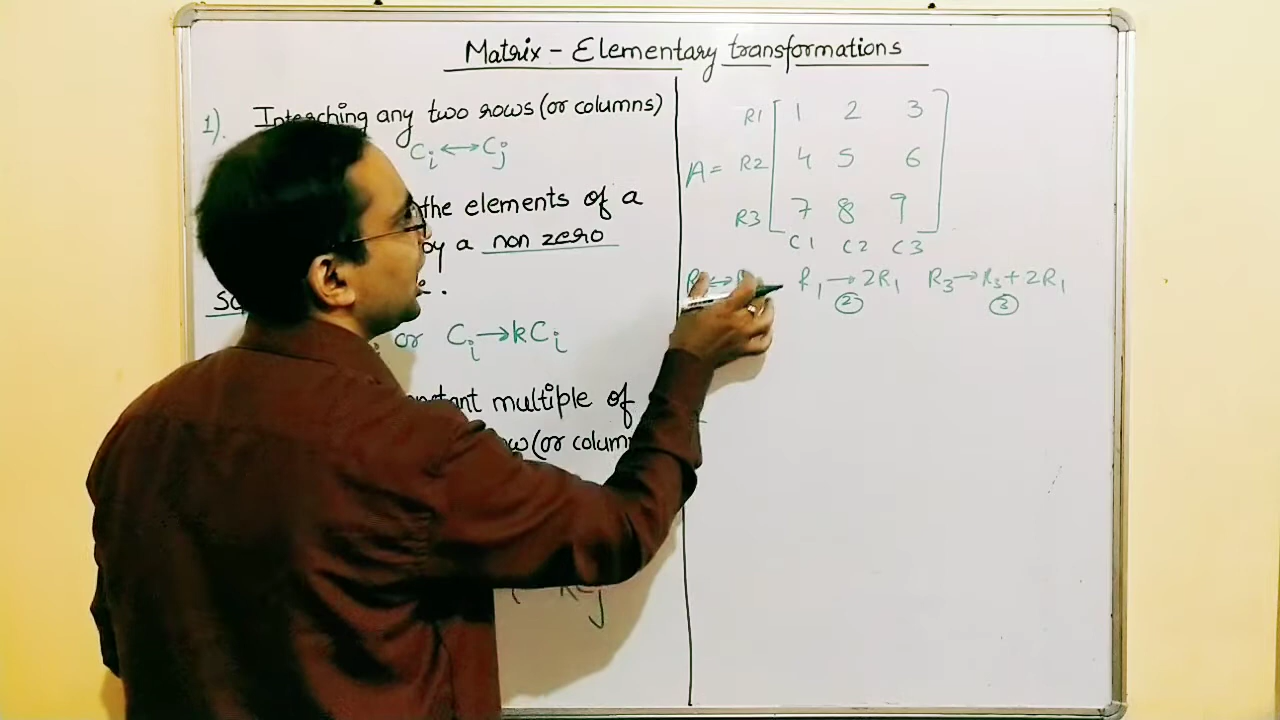 Matrix - Elementary transformations
1). Interching any two rows (or columns)
Ci ↔ Cj
the elements of a
by a non zero
or Ci → kCi
multiple of
(or column
A = R1 [ 1 2 3 ]
R2 4 5 6
R3 7 8 9
C1 C2 C3
R1 → 2R1 R3 → R3 + 2R1
② ③